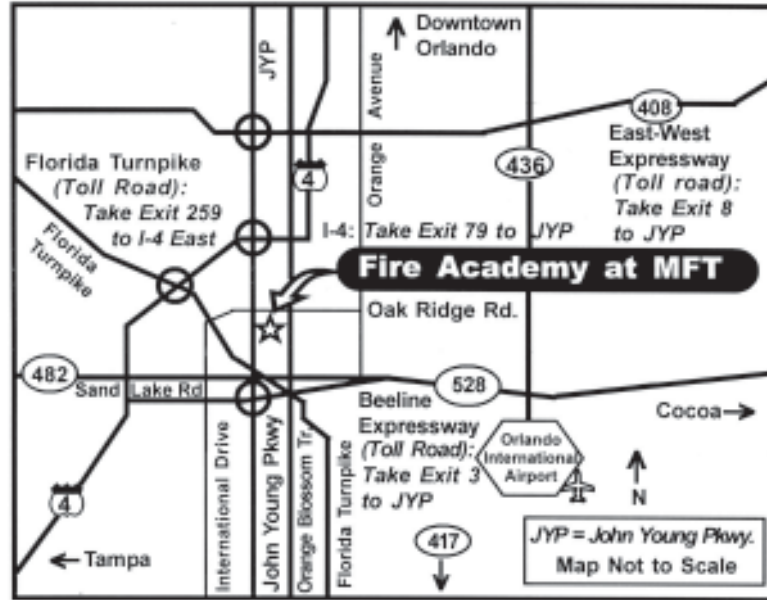 JYP
Orange Avenue
Downtown
Orlando
408
East-West
Expressway
(Toll road):
Take Exit 8
to JYP
436
Florida Turnpike
(Toll Road):
Take Exit 259
to I-4 East
4
I-4: Take Exit 79 to JYP
Florida
Turnpike
Fire Academy at MFT
Oak Ridge Rd.
482
Sand Lake Rd
528
Beeline
Expressway
(Toll Road):
Take Exit 3
to JYP
Cocoa
Orlando
International
Airport
N
4
Tampa
International Drive
John Young Pkwy
Orange Blossom Tr.
Florida Turnpike
417
JYP = John Young Pkwy.
Map Not to Scale